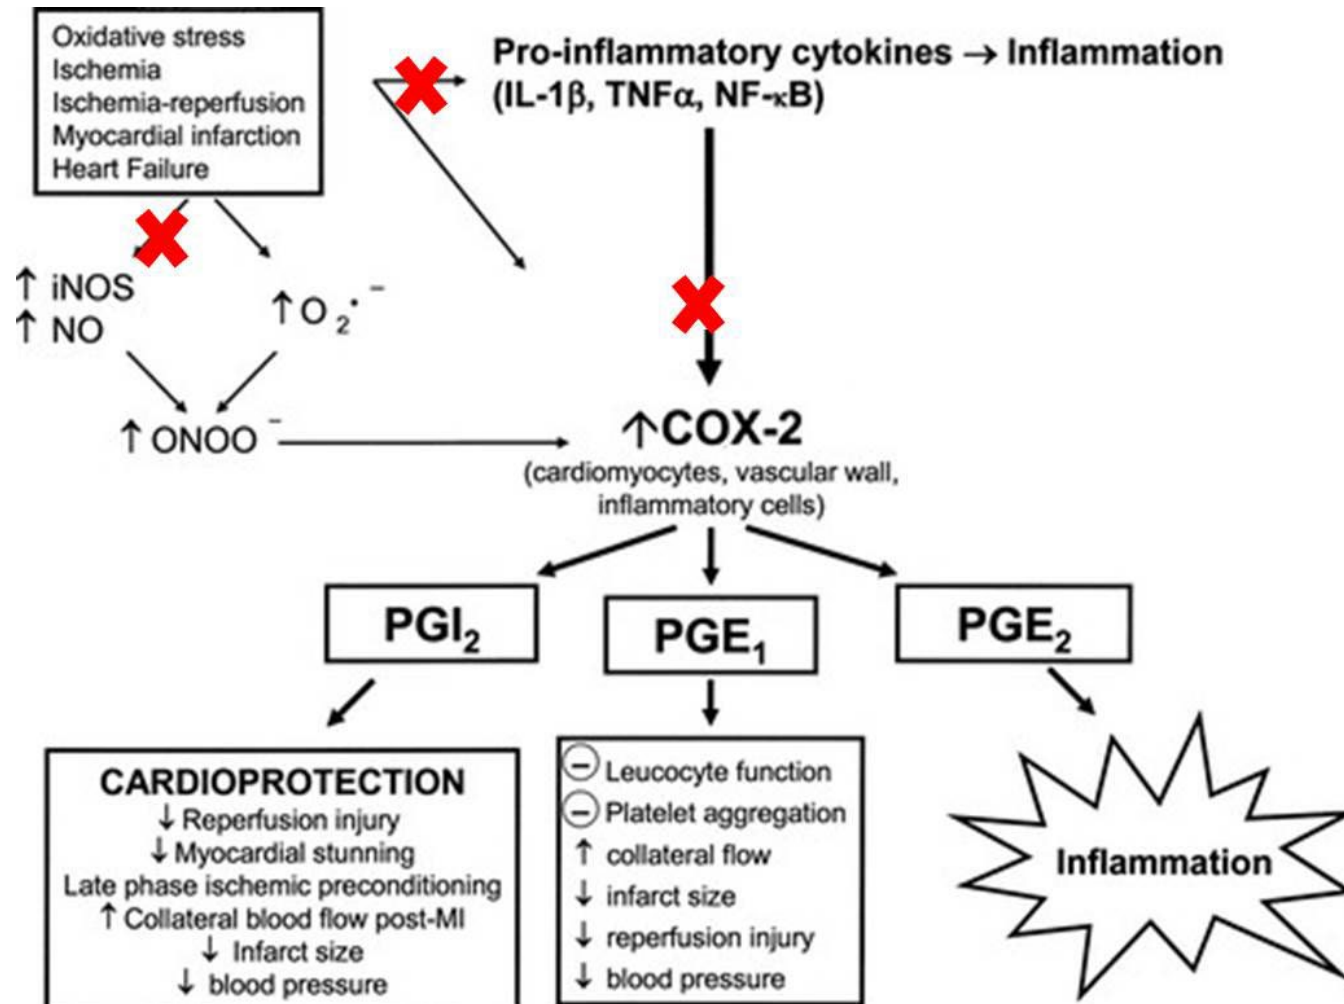 Oxidative stress
Ischemia
Ischemia-reperfusion
Myocardial infarction
Heart Failure
Pro-inflammatory cytokines → Inflammation
(IL-1β, TNFα, NF-κB)
↑ iNOS
↑ NO
↑ O₂•⁻
↑ ONOO⁻
↑COX-2
(cardiomyocytes, vascular wall,
inflammatory cells)
PGI₂
PGE₁
PGE₂
CARDIOPROTECTION
↓ Reperfusion injury
↓ Myocardial stunning
Late phase ischemic preconditioning
↑ Collateral blood flow post-MI
↓ Infarct size
↓ blood pressure
⊖ Leucocyte function
⊖ Platelet aggregation
↑ collateral flow
↓ infarct size
↓ reperfusion injury
↓ blood pressure
Inflammation